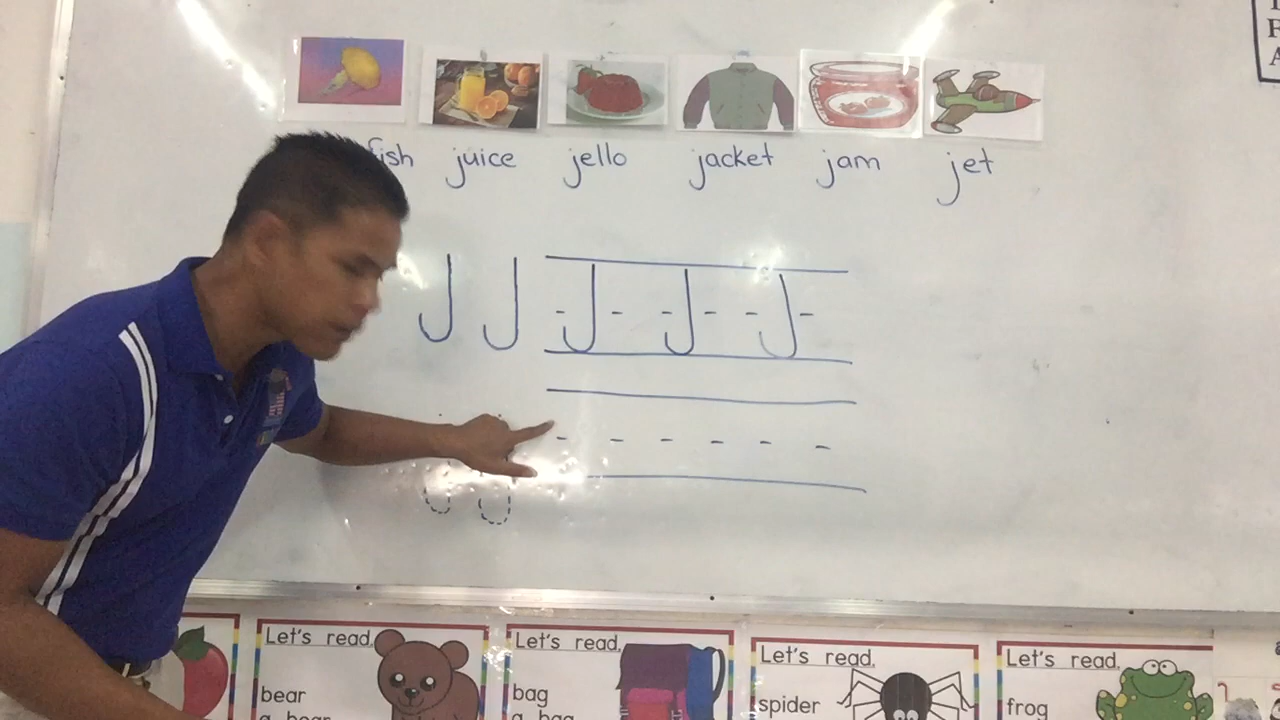 fish juice jello jacket jam jet
J J J J J
Let's read. Let's read. Let's read. Let's read.
bear bag spider frog
a bear a bag